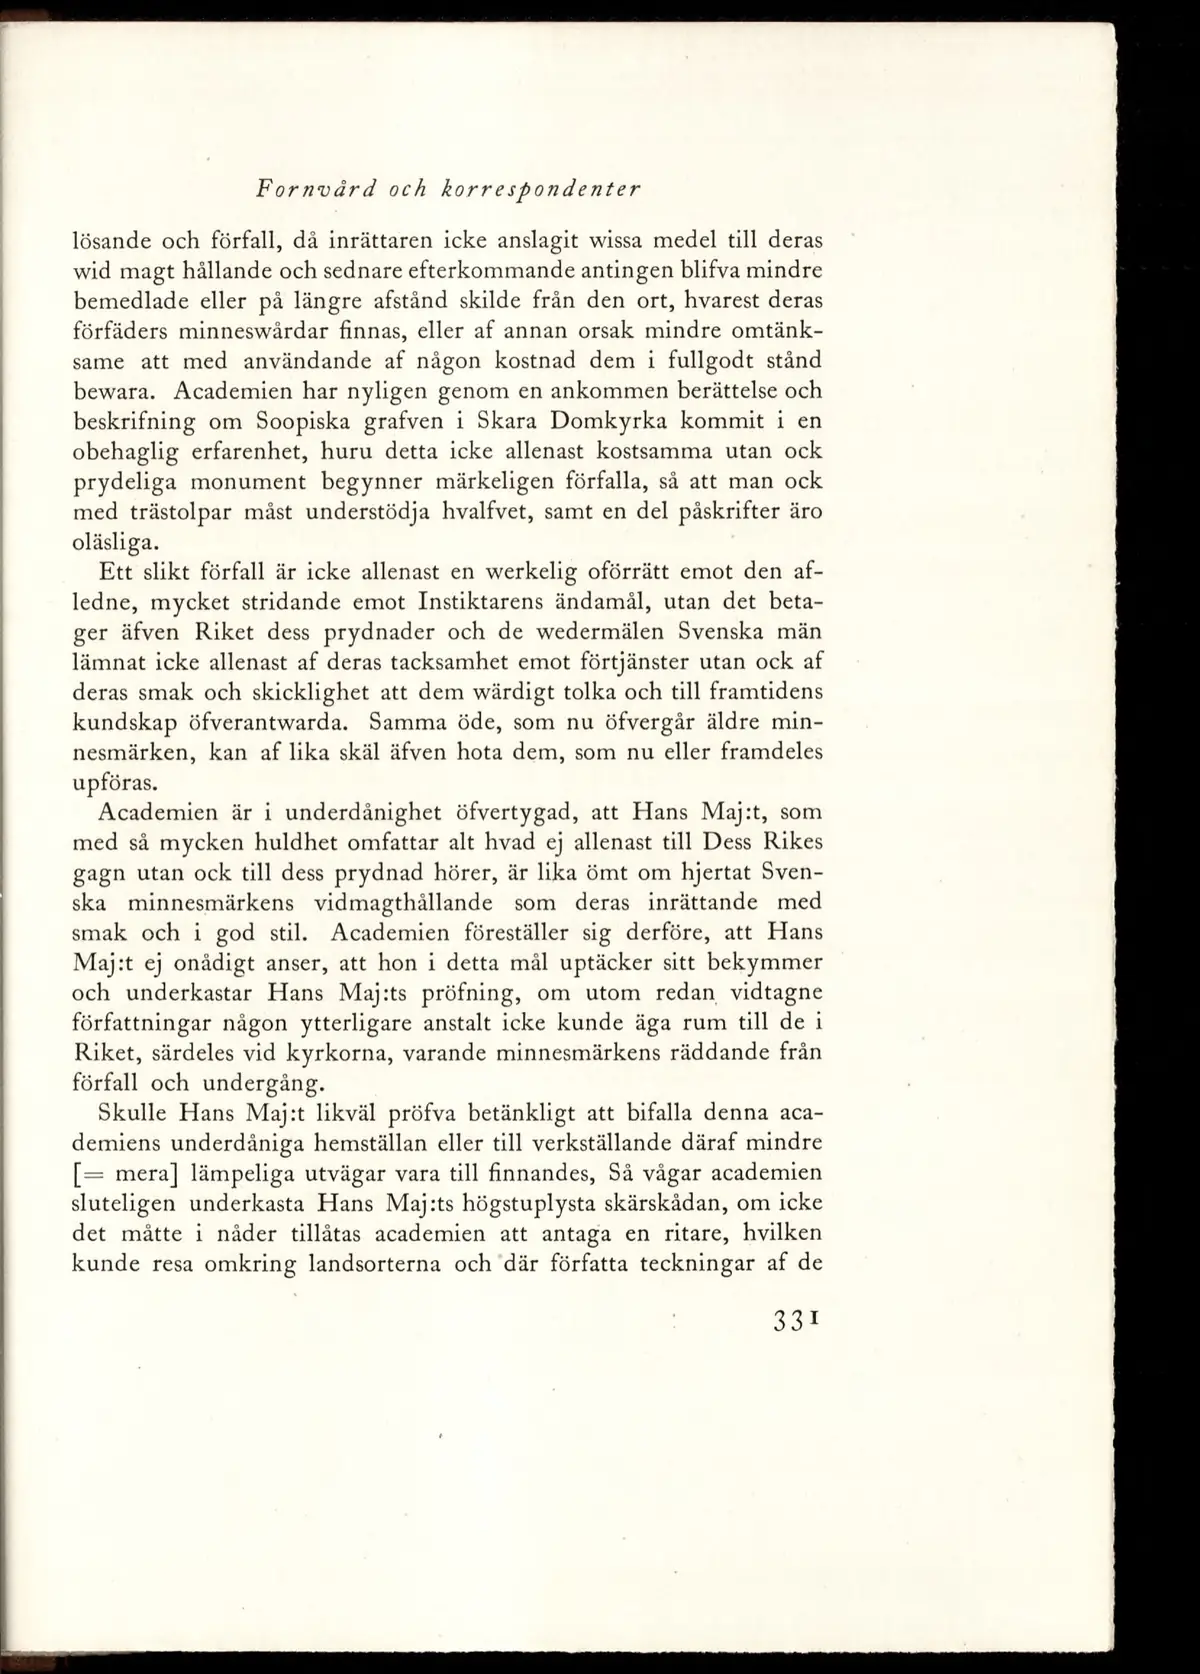 Fornvård och korrespondenter
lösande och förfall, då inrättaren icke anslagit wissa medel till deras
wid magt hållande och sednare efterkommande antingen blifva mindre
bemedlade eller på längre afstånd skilde från den ort, hvarest deras
förfäders minneswårdar finnas, eller af annan orsak mindre omtänk-
same att med användande af någon kostnad dem i fullgodt stånd
bewara. Academien har nyligen genom en ankommen berättelse och
beskrifning om Soopiska grafven i Skara Domkyrka kommit i en
obehaglig erfarenhet, huru detta icke allenast kostsamma utan ock
prydeliga monument begynner märkeligen förfalla, så att man ock
med trästolpar måst understödja hvalfvet, samt en del påskrifter äro
oläsliga.
Ett slikt förfall är icke allenast en werkelig oförrätt emot den af-
ledne, mycket stridande emot Instiktarens ändamål, utan det beta-
ger äfven Riket dess prydnader och de wedermälen Svenska män
lämnat icke allenast af deras tacksamhet emot förtjänster utan ock af
deras smak och skicklighet att dem wärdigt tolka och till framtidens
kundskap öfverantwarda. Samma öde, som nu öfvergår äldre min-
nesmärken, kan af lika skäl äfven hota dem, som nu eller framdeles
upföras.
Academien är i underdånighet öfvertygad, att Hans Maj:t, som
med så mycken huldhet omfattar alt hvad ej allenast till Dess Rikes
gagn utan ock till dess prydnad hörer, är lika ömt om hjertat Sven-
ska minnesmärkens vidmagthållande som deras inrättande med
smak och i god stil. Academien föreställer sig derföre, att Hans
Maj:t ej onådigt anser, att hon i detta mål uptäcker sitt bekymmer
och underkastar Hans Maj:ts pröfning, om utom redan vidtagne
författningar någon ytterligare anstalt icke kunde äga rum till de i
Riket, särdeles vid kyrkorna, varande minnesmärkens räddande från
förfall och undergång.
Skulle Hans Maj:t likväl pröfva betänkligt att bifalla denna aca-
demiens underdåniga hemställan eller till verkställande däraf mindre
[= mera] lämpeliga utvägar vara till finnandes, Så vågar academien
sluteligen underkasta Hans Maj:ts högstuplysta skärskådan, om icke
det måtte i nåder tillåtas academien att antaga en ritare, hvilken
kunde resa omkring landsorterna och där författa teckningar af de
331